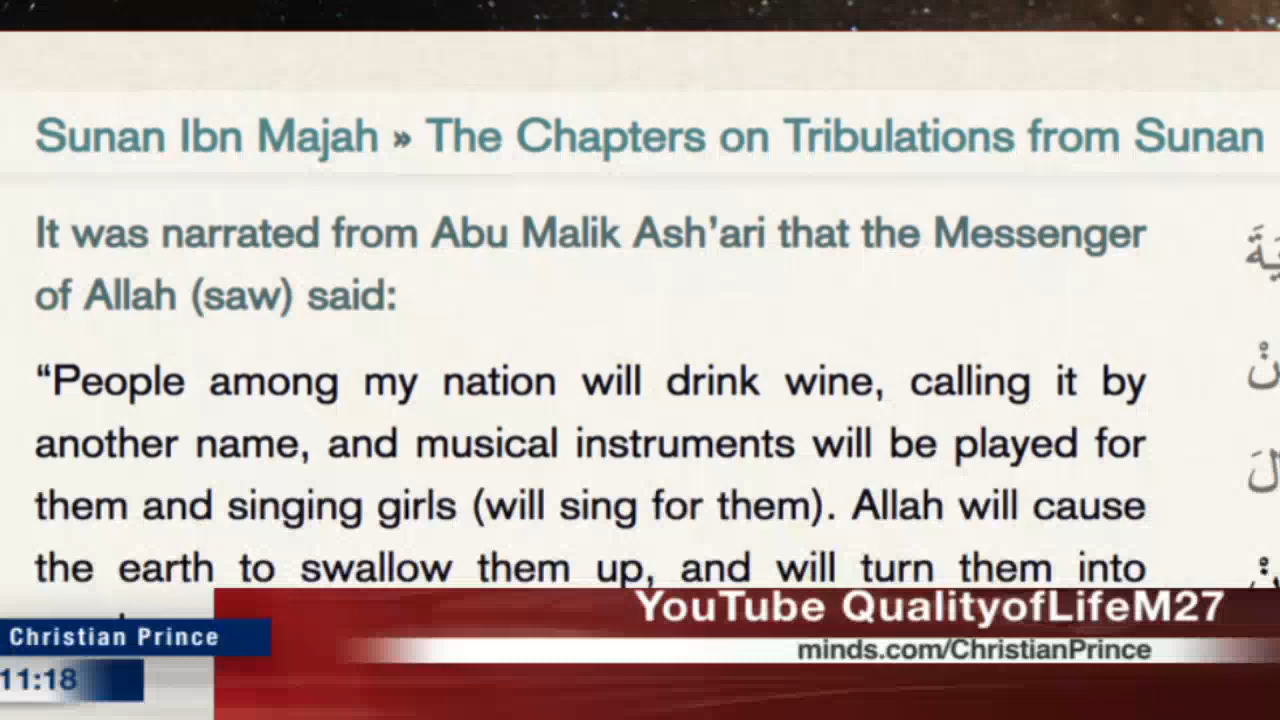 Sunan Ibn Majah » The Chapters on Tribulations from Sunan
It was narrated from Abu Malik Ash’ari that the Messenger
of Allah (saw) said:
“People among my nation will drink wine, calling it by
another name, and musical instruments will be played for
them and singing girls (will sing for them). Allah will cause
the earth to swallow them up, and will turn them into
YouTube QualityofLifeM27
Christian Prince
minds.com/ChristianPrince
11:18